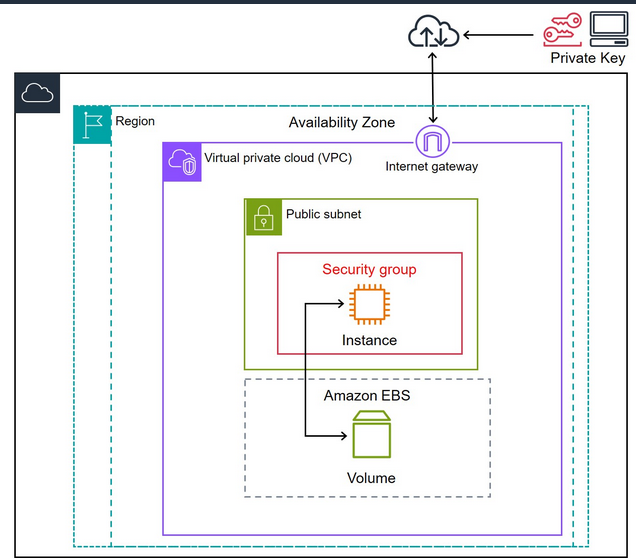 Private Key
Region
Availability Zone
Virtual private cloud (VPC)
Internet gateway
Public subnet
Security group
Instance
Amazon EBS
Volume